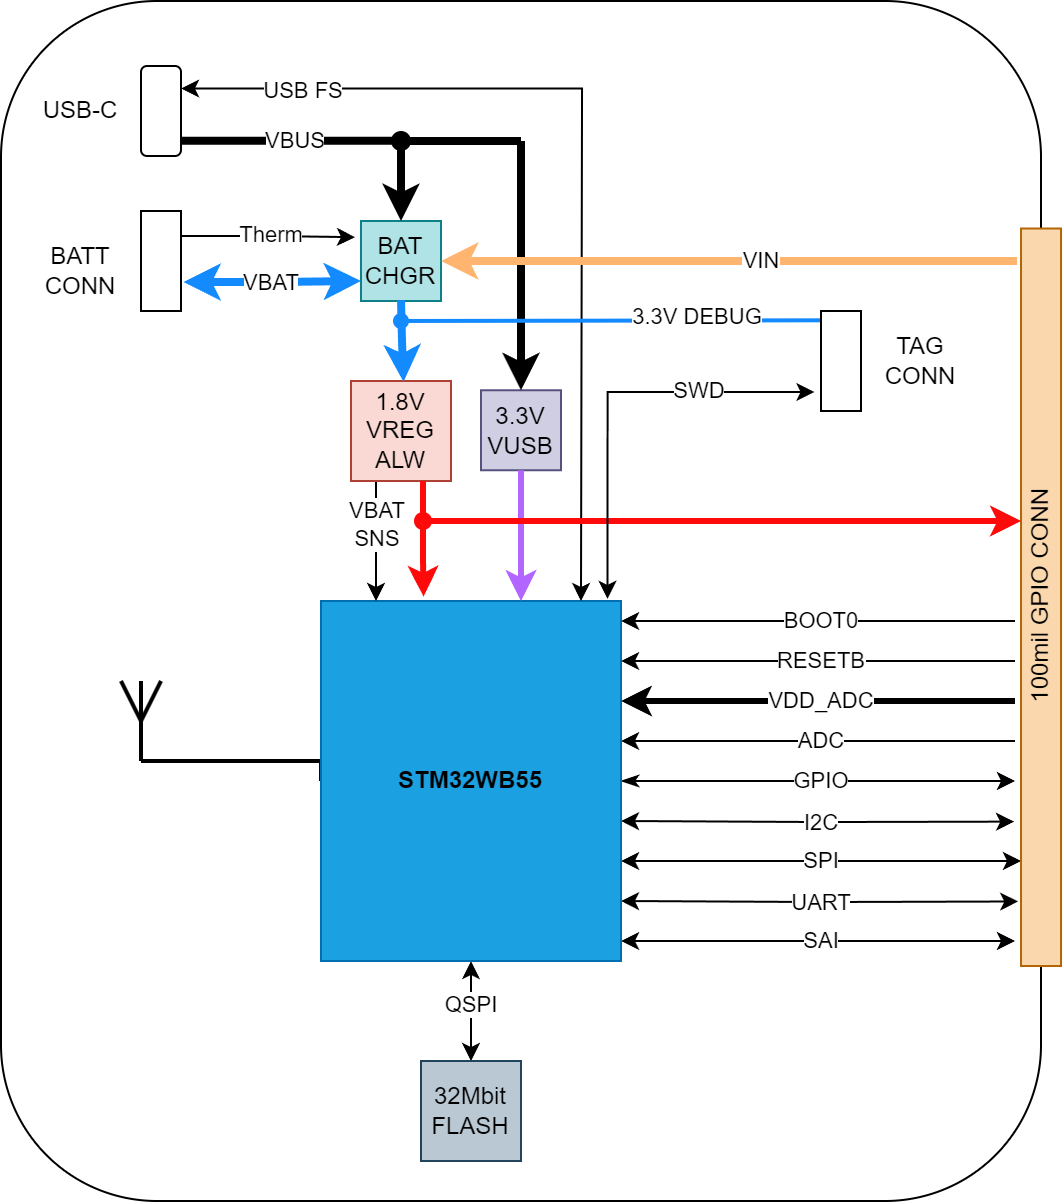 USB-C
USB FS
VBUS
BATT
CONN
Therm
VBAT
BAT
CHGR
VIN
3.3V DEBUG
TAG
CONN
SWD
1.8V
VREG
ALW
3.3V
VUSB
VBAT
SNS
100mil GPIO CONN
BOOT0
RESETB
VDD_ADC
ADC
GPIO
I2C
SPI
UART
SAI
STM32WB55
QSPI
32Mbit
FLASH